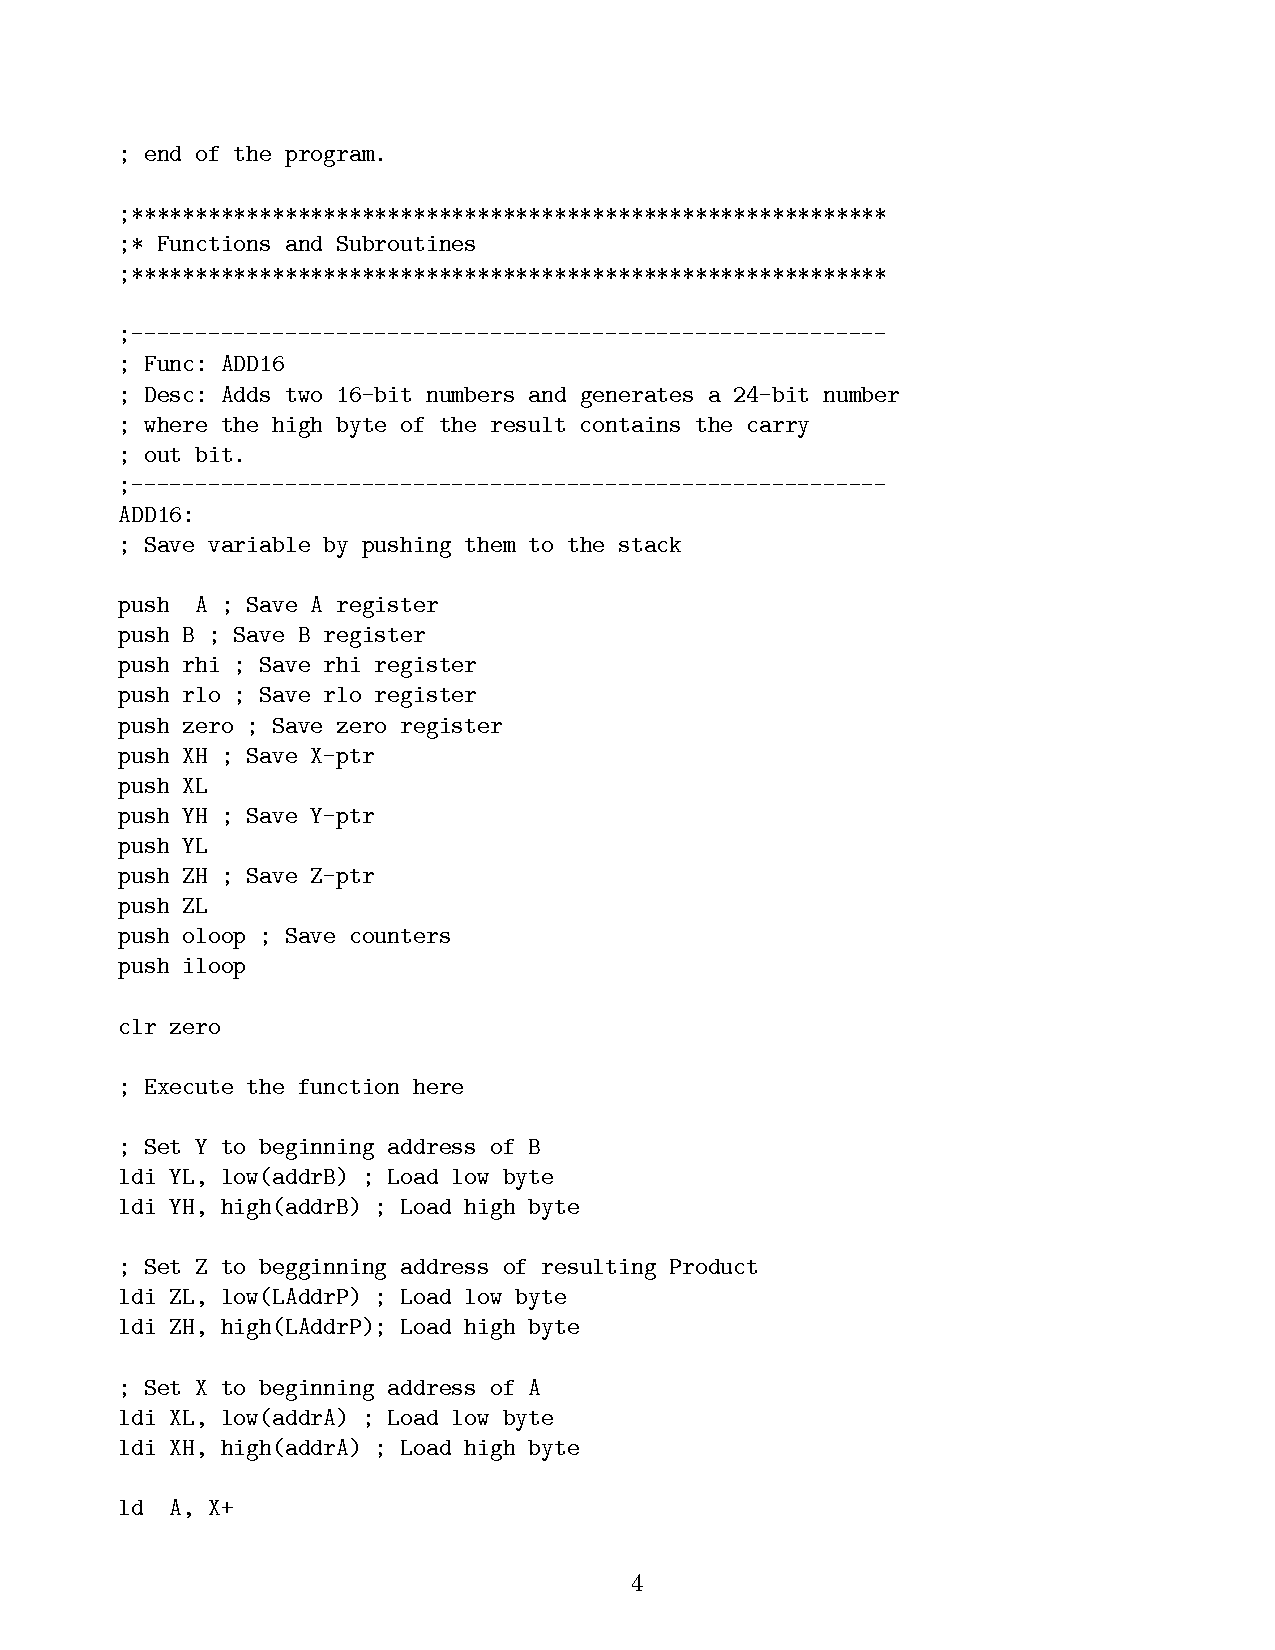 ; end of the program.
;***********************************************************
;* Functions and Subroutines
;***********************************************************
;-----------------------------------------------------------
; Func: ADD16
; Desc: Adds two 16-bit numbers and generates a 24-bit number
; where the high byte of the result contains the carry
; out bit.
;-----------------------------------------------------------
ADD16:
; Save variable by pushing them to the stack
push  A ; Save A register
push B ; Save B register
push rhi ; Save rhi register
push rlo ; Save rlo register
push zero ; Save zero register
push XH ; Save X-ptr
push XL
push YH ; Save Y-ptr
push YL
push ZH ; Save Z-ptr
push ZL
push oloop ; Save counters
push iloop
clr zero
; Execute the function here
; Set Y to beginning address of B
ldi YL, low(addrB) ; Load low byte
ldi YH, high(addrB) ; Load high byte
; Set Z to begginning address of resulting Product
ldi ZL, low(LAddrP) ; Load low byte
ldi ZH, high(LAddrP); Load high byte
; Set X to beginning address of A
ldi XL, low(addrA) ; Load low byte
ldi XH, high(addrA) ; Load high byte
ld  A, X+
4